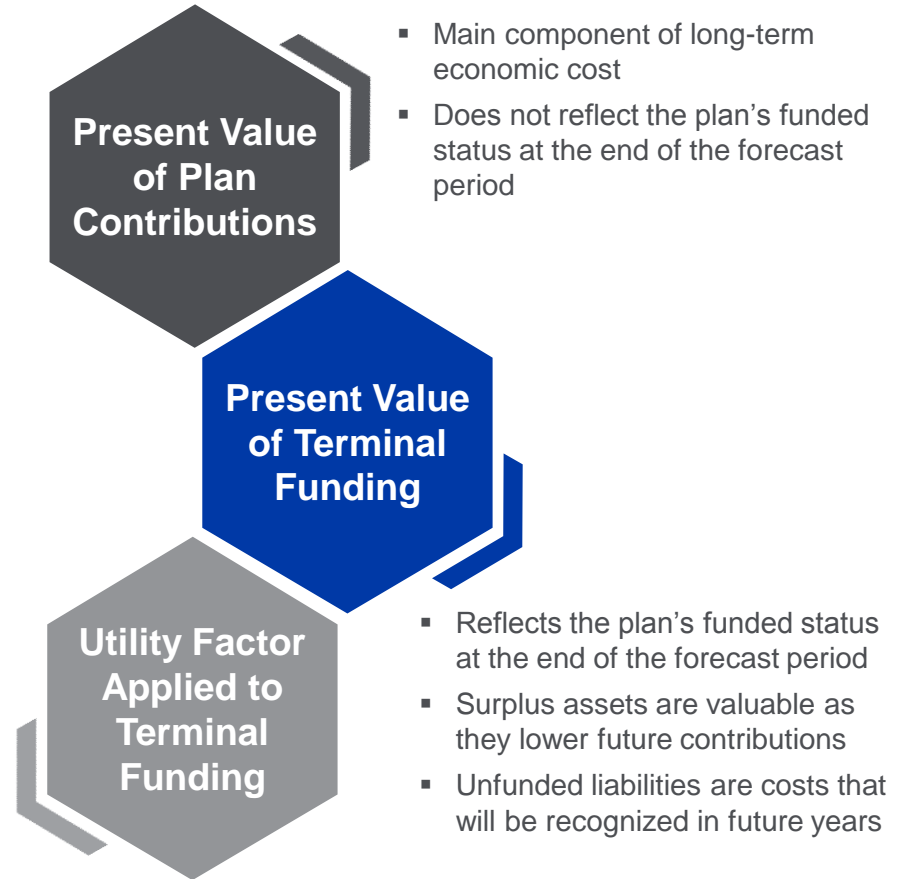 ▪ Main component of long-term
economic cost
▪ Does not reflect the plan’s funded
status at the end of the forecast
period
Present Value
of Plan
Contributions
Present Value
of Terminal
Funding
Utility Factor
Applied to
Terminal
Funding
▪ Reflects the plan’s funded status
at the end of the forecast period
▪ Surplus assets are valuable as
they lower future contributions
▪ Unfunded liabilities are costs that
will be recognized in future years